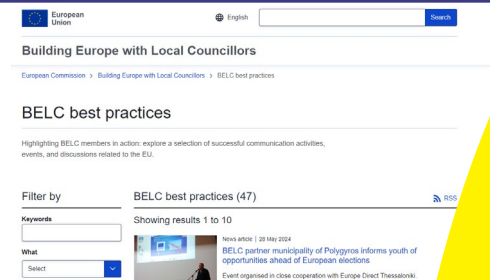 European
Union
English
Search
Building Europe with Local Councillors
European Commission > Building Europe with Local Councillors > BELC best practices
BELC best practices
Highlighting BELC members in action: explore a selection of successful communication activities,
events, and discussions related to the EU.
Filter by
BELC best practices (47)
RSS
Keywords
Showing results 1 to 10
News article | 28 May 2024
BELC partner municipality of Polygyros informs youth of
opportunities ahead of European elections
What
Select
Event organised in close cooperation with Europe Direct Thessaloniki.